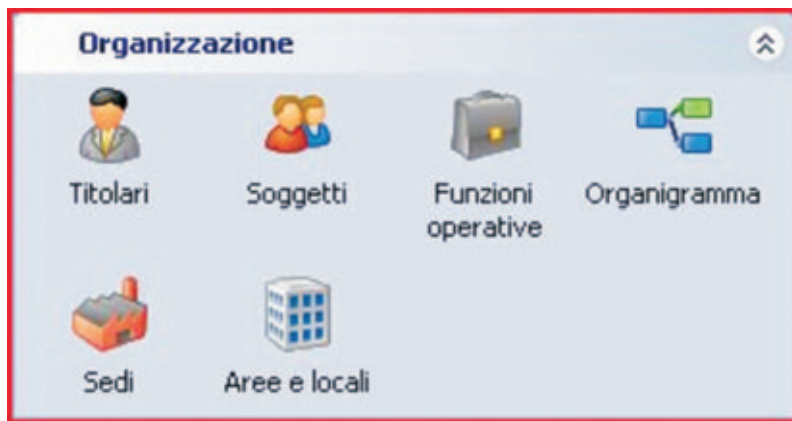 Organizzazione
Titolari
Soggetti
Funzioni
operative
Organigramma
Sedi
Aree e locali